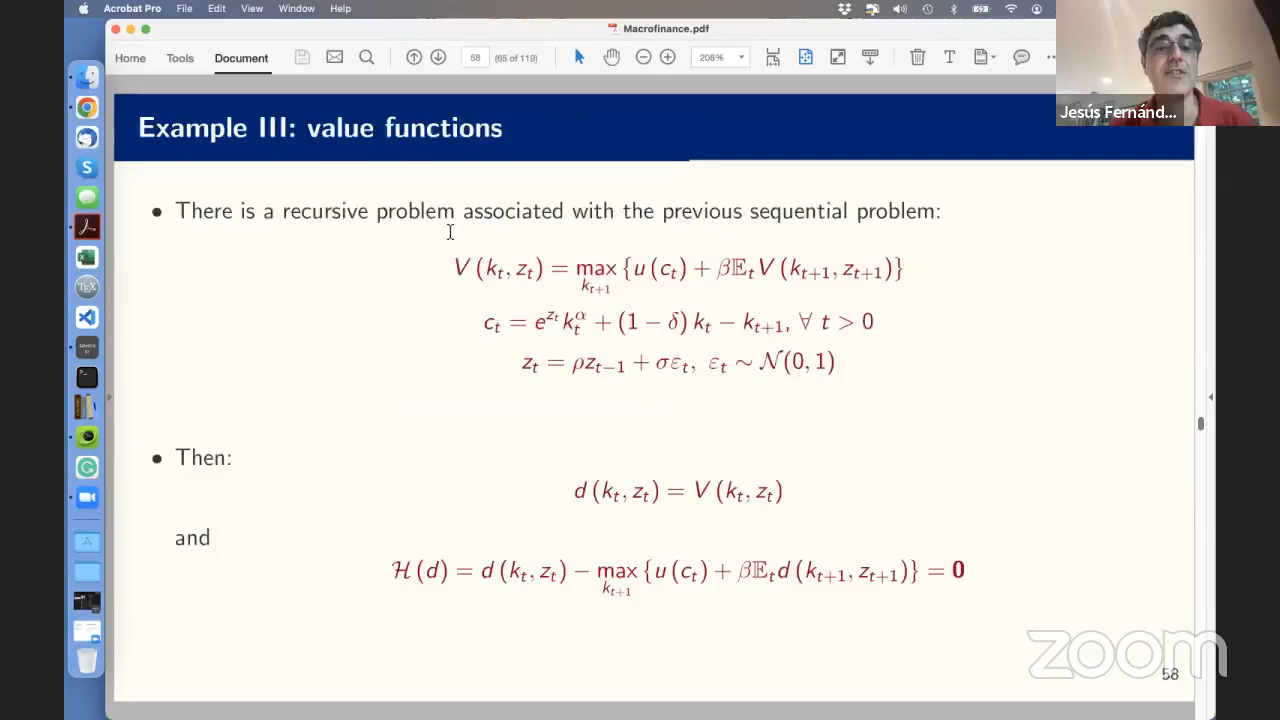 Acrobat Pro File Edit View Window Help
Macrofinance.pdf
Home Tools Document 58 (65 of 119) 208%
Jesús Fernánd...
Example III: value functions
• There is a recursive problem associated with the previous sequential problem:
V (k_t, z_t) = max_{k_{t+1}} {u (c_t) + β𝔼_t V (k_{t+1}, z_{t+1})}
c_t = e^{z_t} k_t^α + (1 − δ) k_t − k_{t+1}, ∀ t > 0
z_t = ρz_{t−1} + σε_t, ε_t ∼ 𝒩(0, 1)
• Then:
d (k_t, z_t) = V (k_t, z_t)
and
ℋ (d) = d (k_t, z_t) − max_{k_{t+1}} {u (c_t) + β𝔼_t d (k_{t+1}, z_{t+1})} = 0
zoom
58